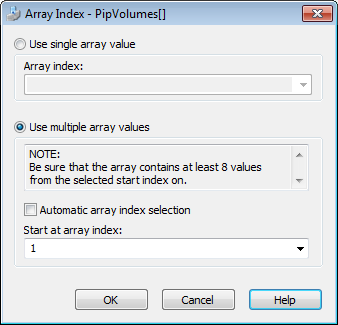 Array Index - PipVolumes[]
Use single array value
Array index:
Use multiple array values
NOTE:
Be sure that the array contains at least 8 values
from the selected start index on.
Automatic array index selection
Start at array index:
1
OK
Cancel
Help